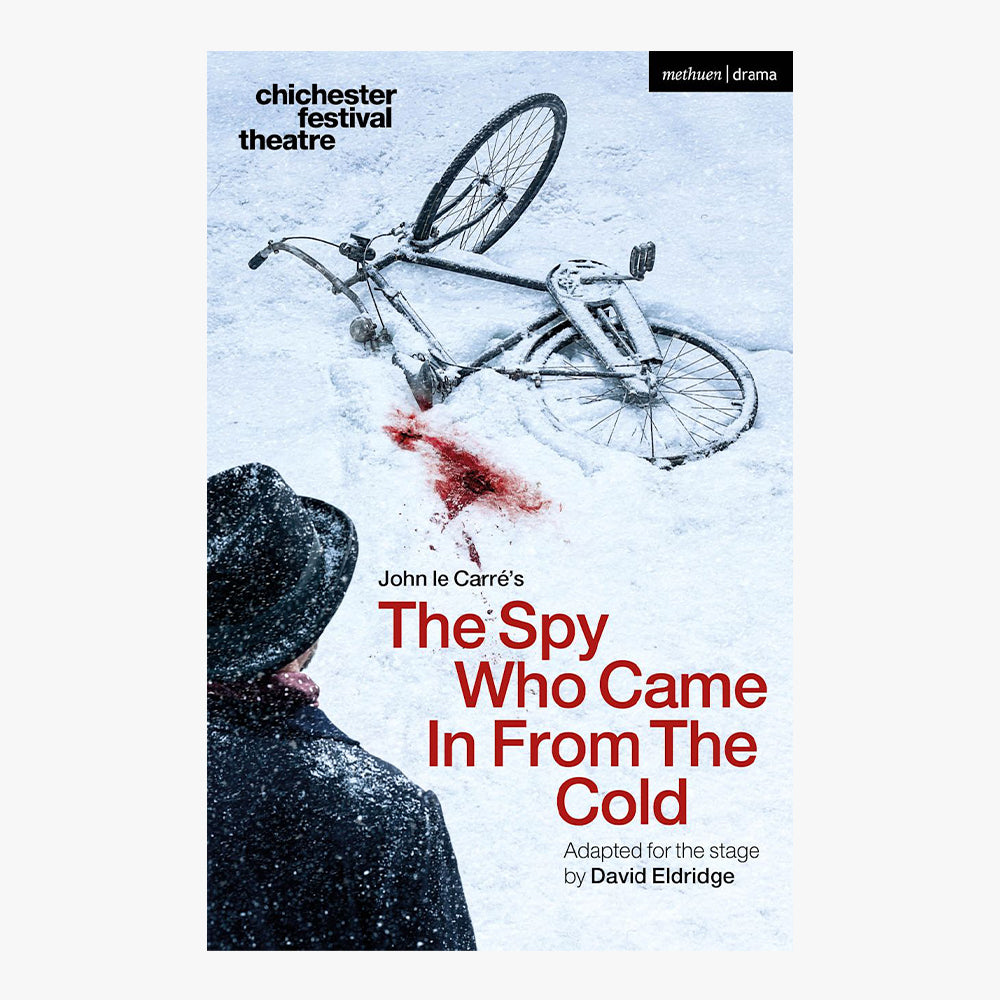 methuen | drama
chichester
festival
theatre
John le Carré's
The Spy
Who Came
In From The
Cold
Adapted for the stage
by David Eldridge